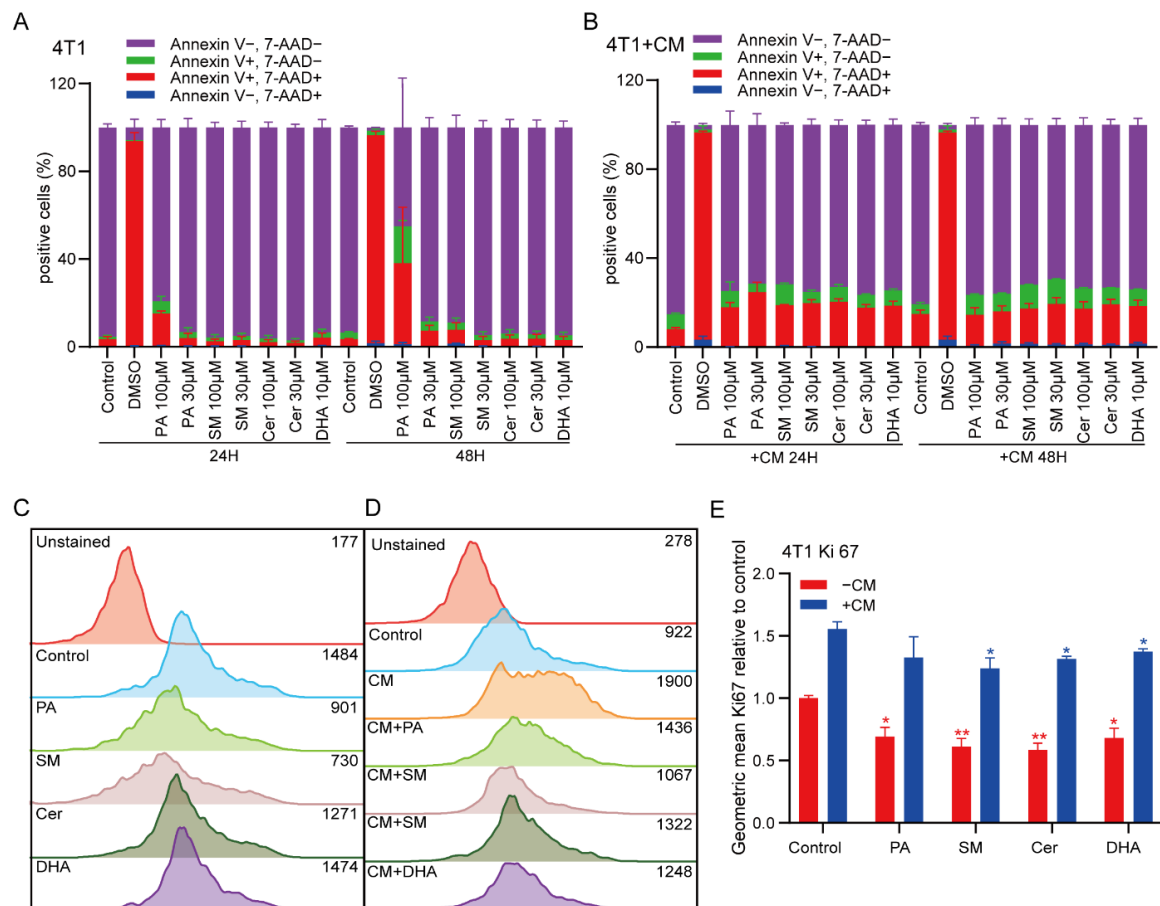 A
4T1
Annexin V−, 7-AAD−
Annexin V+, 7-AAD−
Annexin V+, 7-AAD+
Annexin V−, 7-AAD+
positive cells (%)
120
80
40
0
Control
DMSO
PA 100μM
PA 30μM
SM 100μM
SM 30μM
Cer 100μM
Cer 30μM
DHA 10μM
Control
DMSO
PA 100μM
PA 30μM
SM 100μM
SM 30μM
Cer 100μM
Cer 30μM
DHA 10μM
24H
48H
B
4T1+CM
Annexin V−, 7-AAD−
Annexin V+, 7-AAD−
Annexin V+, 7-AAD+
Annexin V−, 7-AAD+
positive cells (%)
120
80
40
0
Control
DMSO
PA 100μM
PA 30μM
SM 100μM
SM 30μM
Cer 100μM
Cer 30μM
DHA 10μM
Control
DMSO
PA 100μM
PA 30μM
SM 100μM
SM 30μM
Cer 100μM
Cer 30μM
DHA 10μM
+CM 24H
+CM 48H
C
Unstained 177
Control 1484
PA 901
SM 730
Cer 1271
DHA 1474
D
Unstained 278
Control 922
CM 1900
CM+PA 1436
CM+SM 1067
CM+SM 1322
CM+DHA 1248
E
4T1 Ki 67
−CM
+CM
Geometric mean Ki67 relative to control
2.0
1.5
1.0
0.5
0.0
* ** * ** * * *
Control PA SM Cer DHA